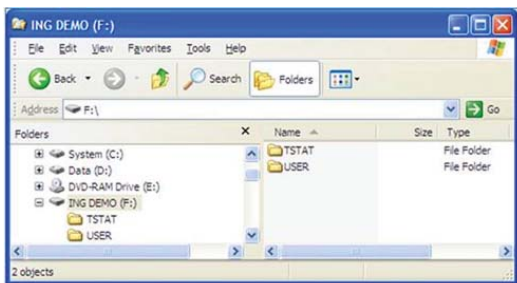 ING DEMO (F:)
File Edit View Favorites Tools Help
Back Search Folders
Address F:\ Go
Folders × Name Size Type
System (C:) TSTAT File Folder
Data (D:) USER File Folder
DVD-RAM Drive (E:)
ING DEMO (F:)
TSTAT
USER
2 objects